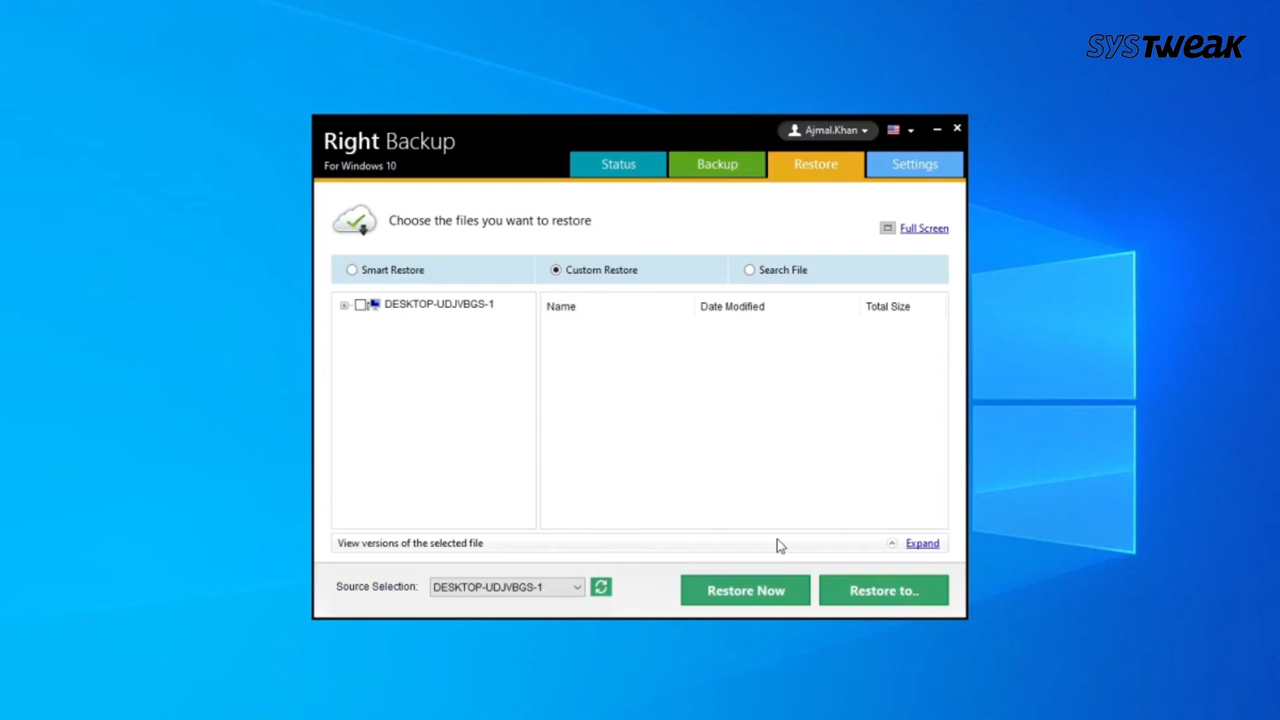 SYSTWEAK
Right Backup
For Windows 10
Ajmal.Khan
Status
Backup
Restore
Settings
Choose the files you want to restore
Full Screen
Smart Restore
Custom Restore
Search File
DESKTOP-UDJVBGS-1
Name
Date Modified
Total Size
View versions of the selected file
Expand
Source Selection:
DESKTOP-UDJVBGS-1
Restore Now
Restore to..